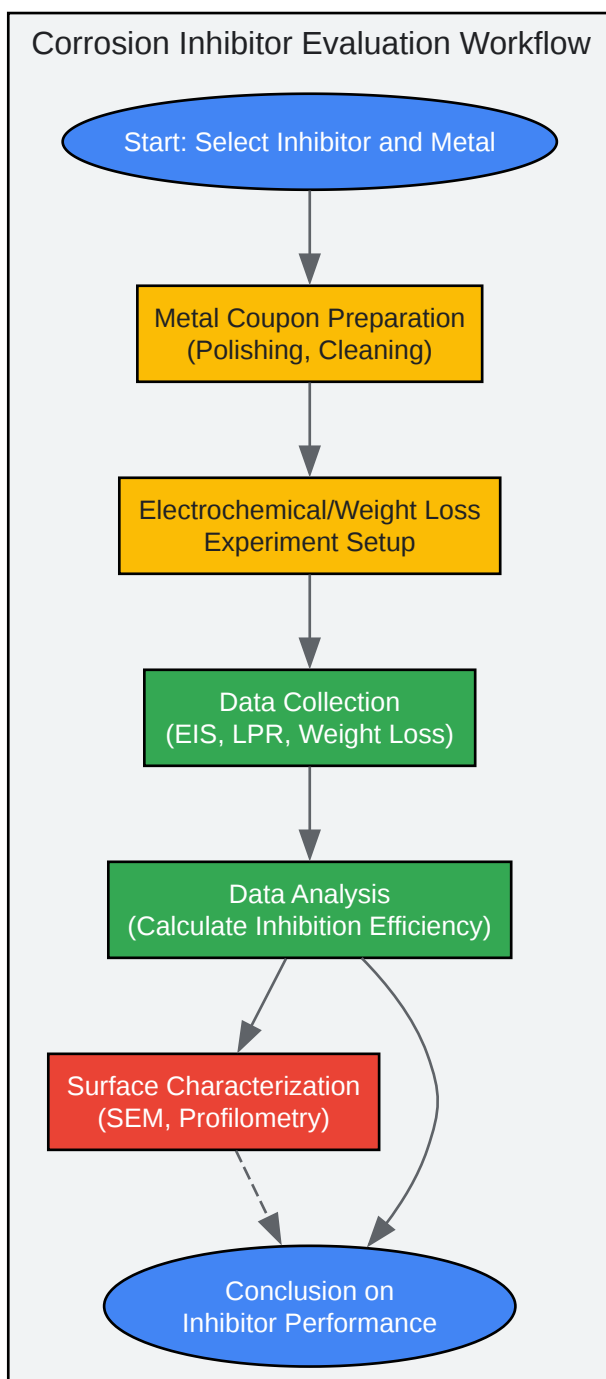 Corrosion Inhibitor Evaluation Workflow
Start: Select Inhibitor and Metal
Metal Coupon Preparation
(Polishing, Cleaning)
Electrochemical/Weight Loss
Experiment Setup
Data Collection
(EIS, LPR, Weight Loss)
Data Analysis
(Calculate Inhibition Efficiency)
Surface Characterization
(SEM, Profilometry)
Conclusion on
Inhibitor Performance